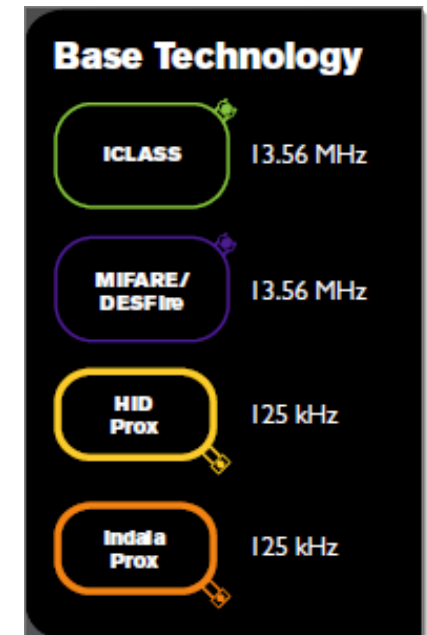 Base Technology
ICLASS 13.56 MHz
MIFARE/
DESFire 13.56 MHz
HID
Prox 125 kHz
Indala
Prox 125 kHz